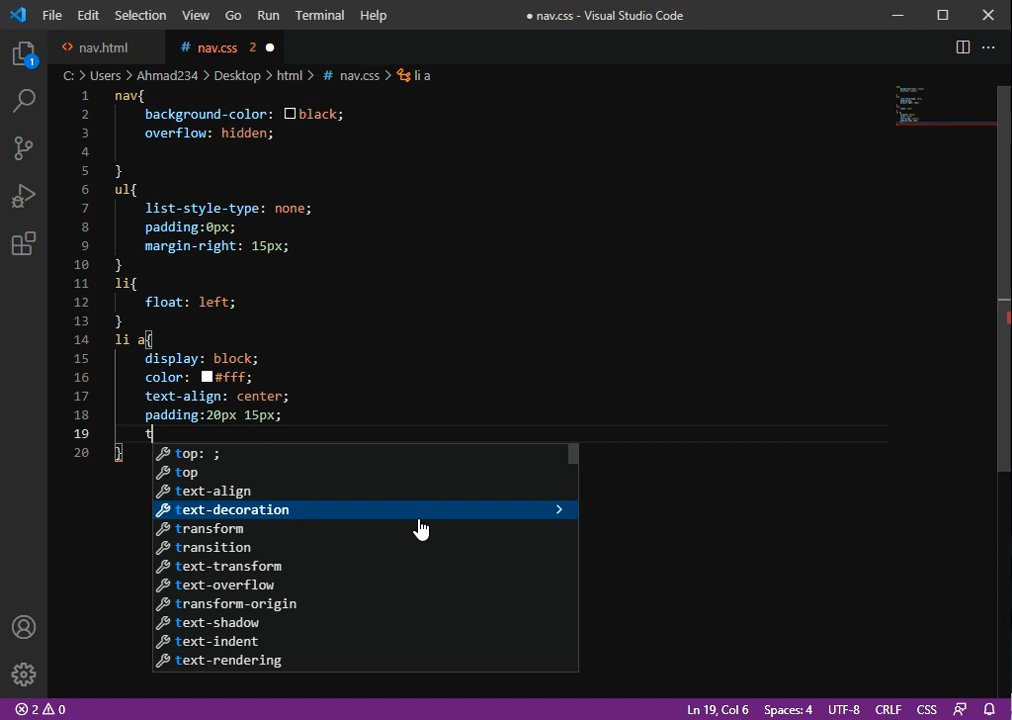 File Edit Selection View Go Run Terminal Help ● nav.css - Visual Studio Code
<> nav.html # nav.css 2 ●
C: > Users > Ahmad234 > Desktop > html > # nav.css > li a
1 nav{
2 background-color: black;
3 overflow: hidden;
4
5 }
6 ul{
7 list-style-type: none;
8 padding:0px;
9 margin-right: 15px;
10 }
11 li{
12 float: left;
13 }
14 li a{
15 display: block;
16 color: #fff;
17 text-align: center;
18 padding:20px 15px;
19 t
20 }
top: ;
top
text-align
text-decoration >
transform
transition
text-transform
text-overflow
transform-origin
text-shadow
text-indent
text-rendering
1
2 0 Ln 19, Col 6 Spaces: 4 UTF-8 CRLF CSS